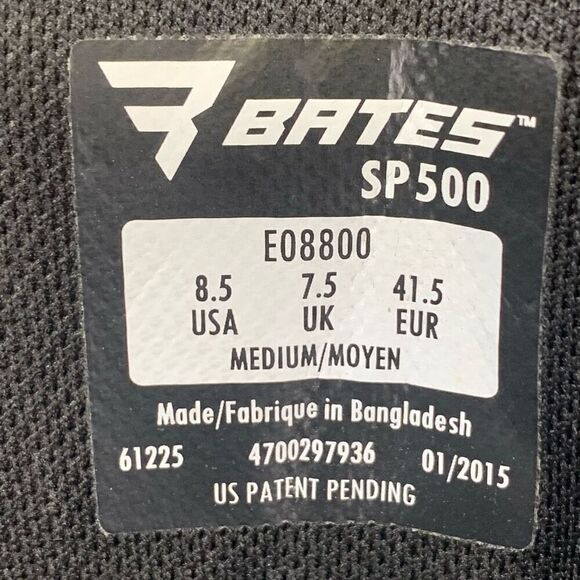 BATES™
SP500
E08800
8.5 7.5 41.5
USA UK EUR
MEDIUM/MOYEN
Made/Fabrique in Bangladesh
61225 4700297936 01/2015
US PATENT PENDING